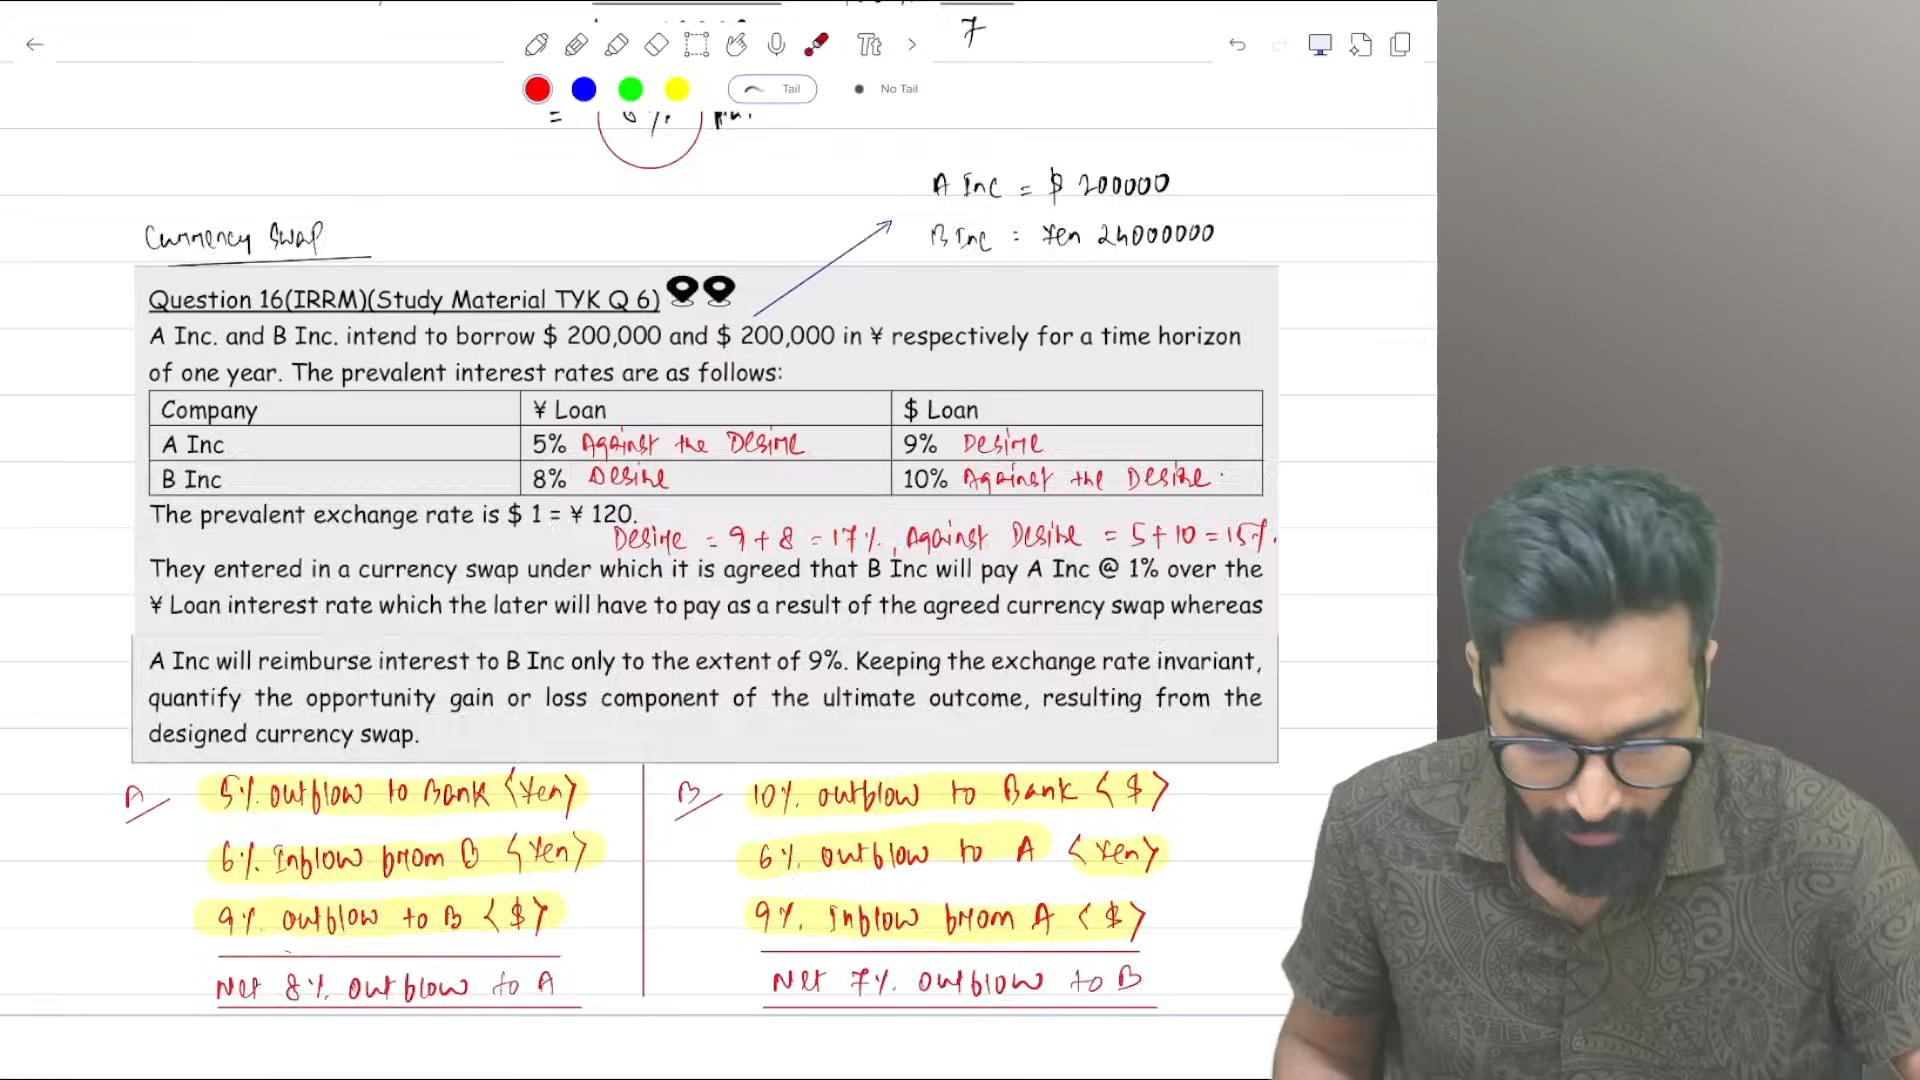 7
Tail
No Tail
=
A Inc = $ 200000
B Inc = Yen 24000000
Currency Swap
Question 16(IRRM)(Study Material TYK Q 6)
A Inc. and B Inc. intend to borrow $ 200,000 and $ 200,000 in ¥ respectively for a time horizon
of one year. The prevalent interest rates are as follows:
Company ¥ Loan $ Loan
A Inc 5% Against the Desire 9% Desire
B Inc 8% Desire 10% Against the Desire
The prevalent exchange rate is $ 1 = ¥ 120.
Desire = 9 + 8 = 17%, Against Desire = 5 + 10 = 15%.
They entered in a currency swap under which it is agreed that B Inc will pay A Inc @ 1% over the
¥ Loan interest rate which the later will have to pay as a result of the agreed currency swap whereas
A Inc will reimburse interest to B Inc only to the extent of 9%. Keeping the exchange rate invariant,
quantify the opportunity gain or loss component of the ultimate outcome, resulting from the
designed currency swap.
A
5% outflow to Bank <Yen>
6% Inflow from B <Yen>
9% outflow to B <$>
Net 8% outflow to A
B
10% outflow to Bank <$>
6% outflow to A <Yen>
9% Inflow from A <$>
Net 7% outflow to B